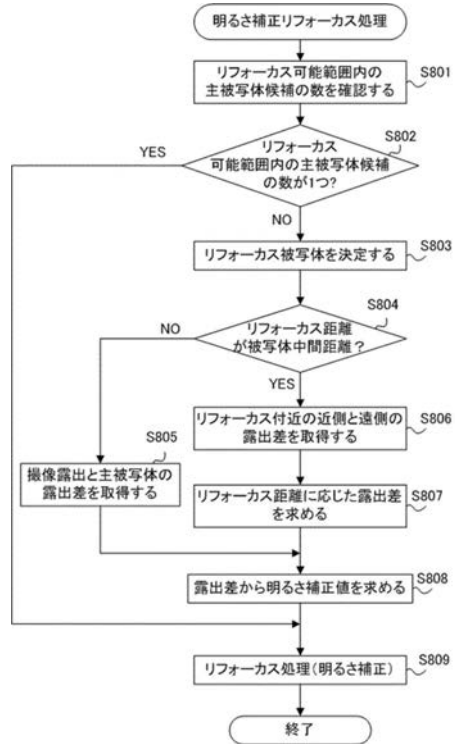 明るさ補正リフォーカス処理
リフォーカス可能範囲内の
主被写体候補の数を確認する
S801
リフォーカス
可能範囲内の主被写体候補
の数が1つ?
S802
YES
NO
リフォーカス被写体を決定する
S803
リフォーカス距離
が被写体中間距離?
S804
NO
YES
リフォーカス付近の近側と遠側の
露出差を取得する
S806
S805
撮像露出と主被写体の
露出差を取得する
リフォーカス距離に応じた露出差
を求める
S807
露出差から明るさ補正値を求める
S808
リフォーカス処理(明るさ補正)
S809
終了